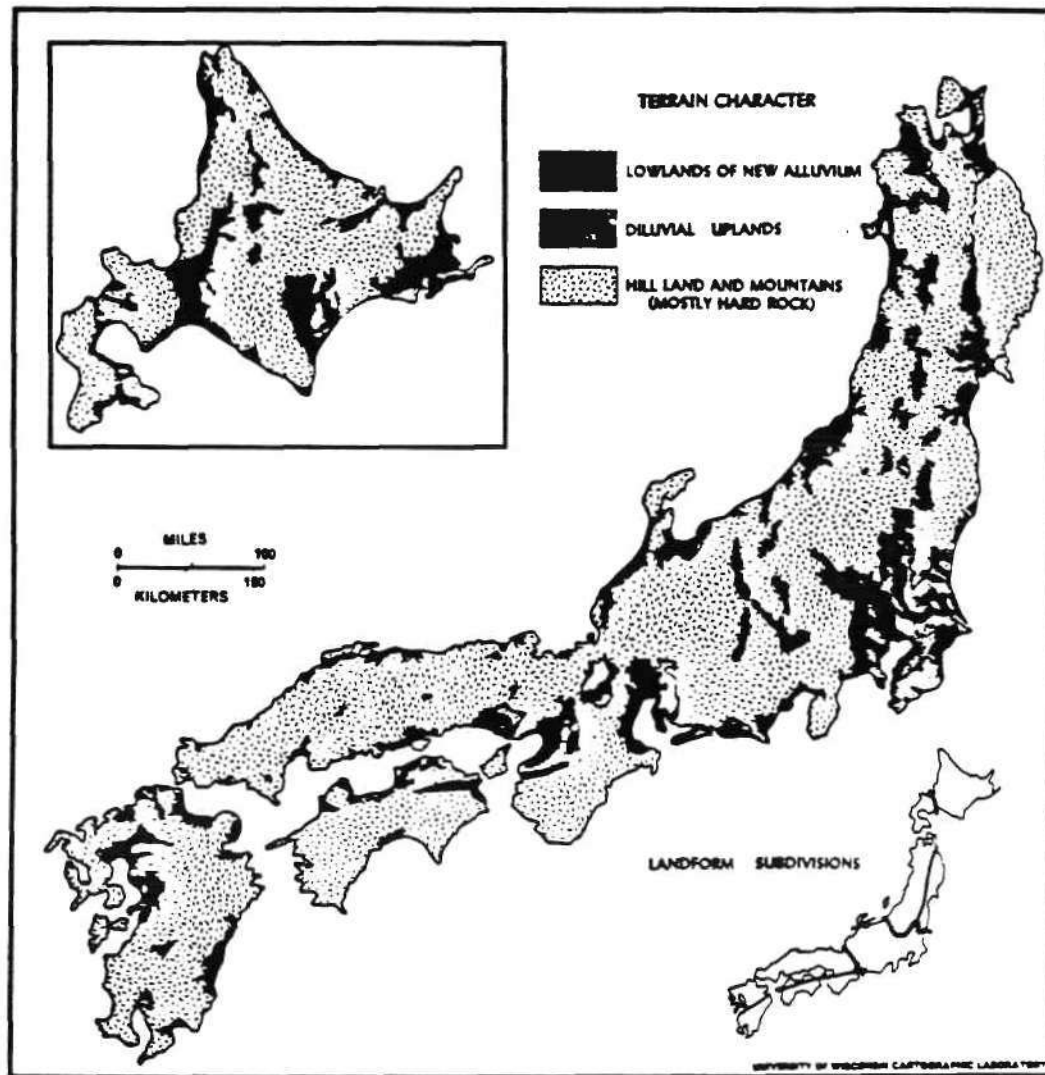 TERRAIN CHARACTER
LOWLANDS OF NEW ALLUVIUM
DILUVIAL UPLANDS
HILL LAND AND MOUNTAINS
(MOSTLY HARD ROCK)
MILES
0 160
0 150
KILOMETERS
LANDFORM SUBDIVISIONS
UNIVERSITY OF WISCONSIN CARTOGRAPHIC LABORATORY